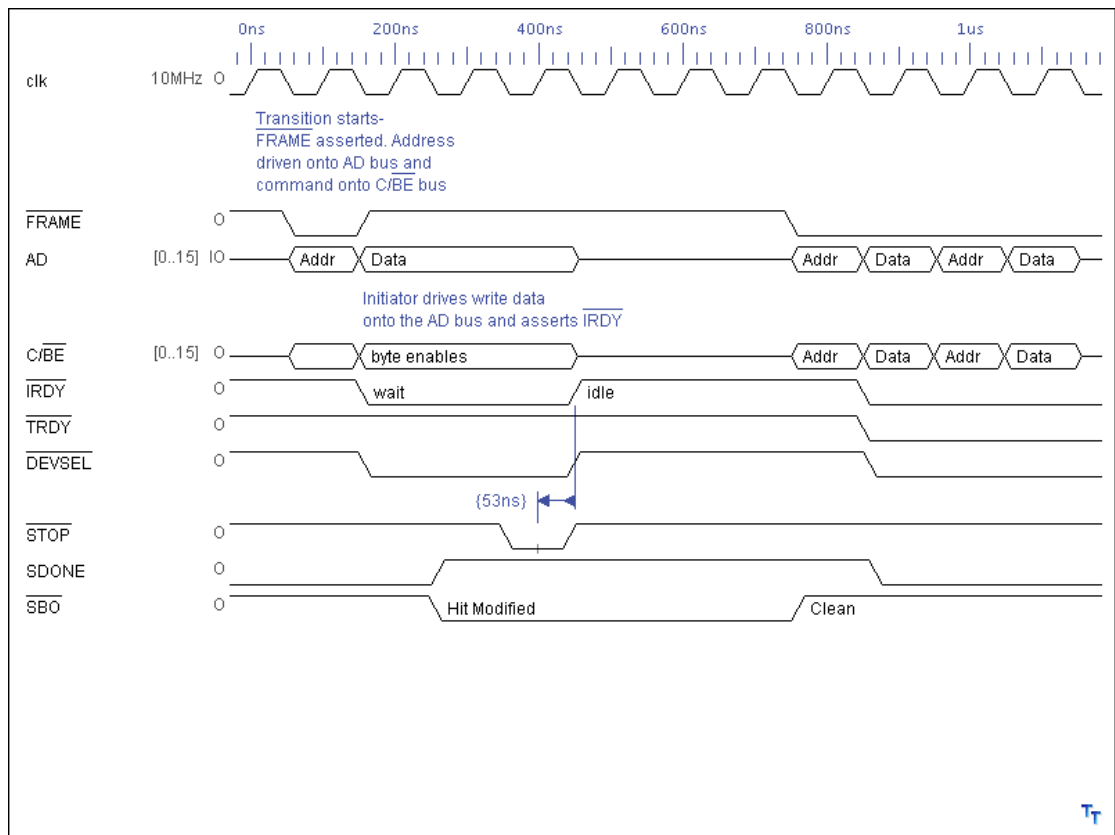 0ns 200ns 400ns 600ns 800ns 1us
clk 10MHz O
Transition starts-
FRAME asserted. Address
driven onto AD bus and
command onto C/BE bus
FRAME O
AD [0..15] IO Addr Data Addr Data Addr Data
Initiator drives write data
onto the AD bus and asserts IRDY
C/BE [0..15] O byte enables Addr Data Addr Data
IRDY O wait idle
TRDY O
DEVSEL O
{53ns}
STOP O
SDONE O
SBO O Hit Modified Clean
TT